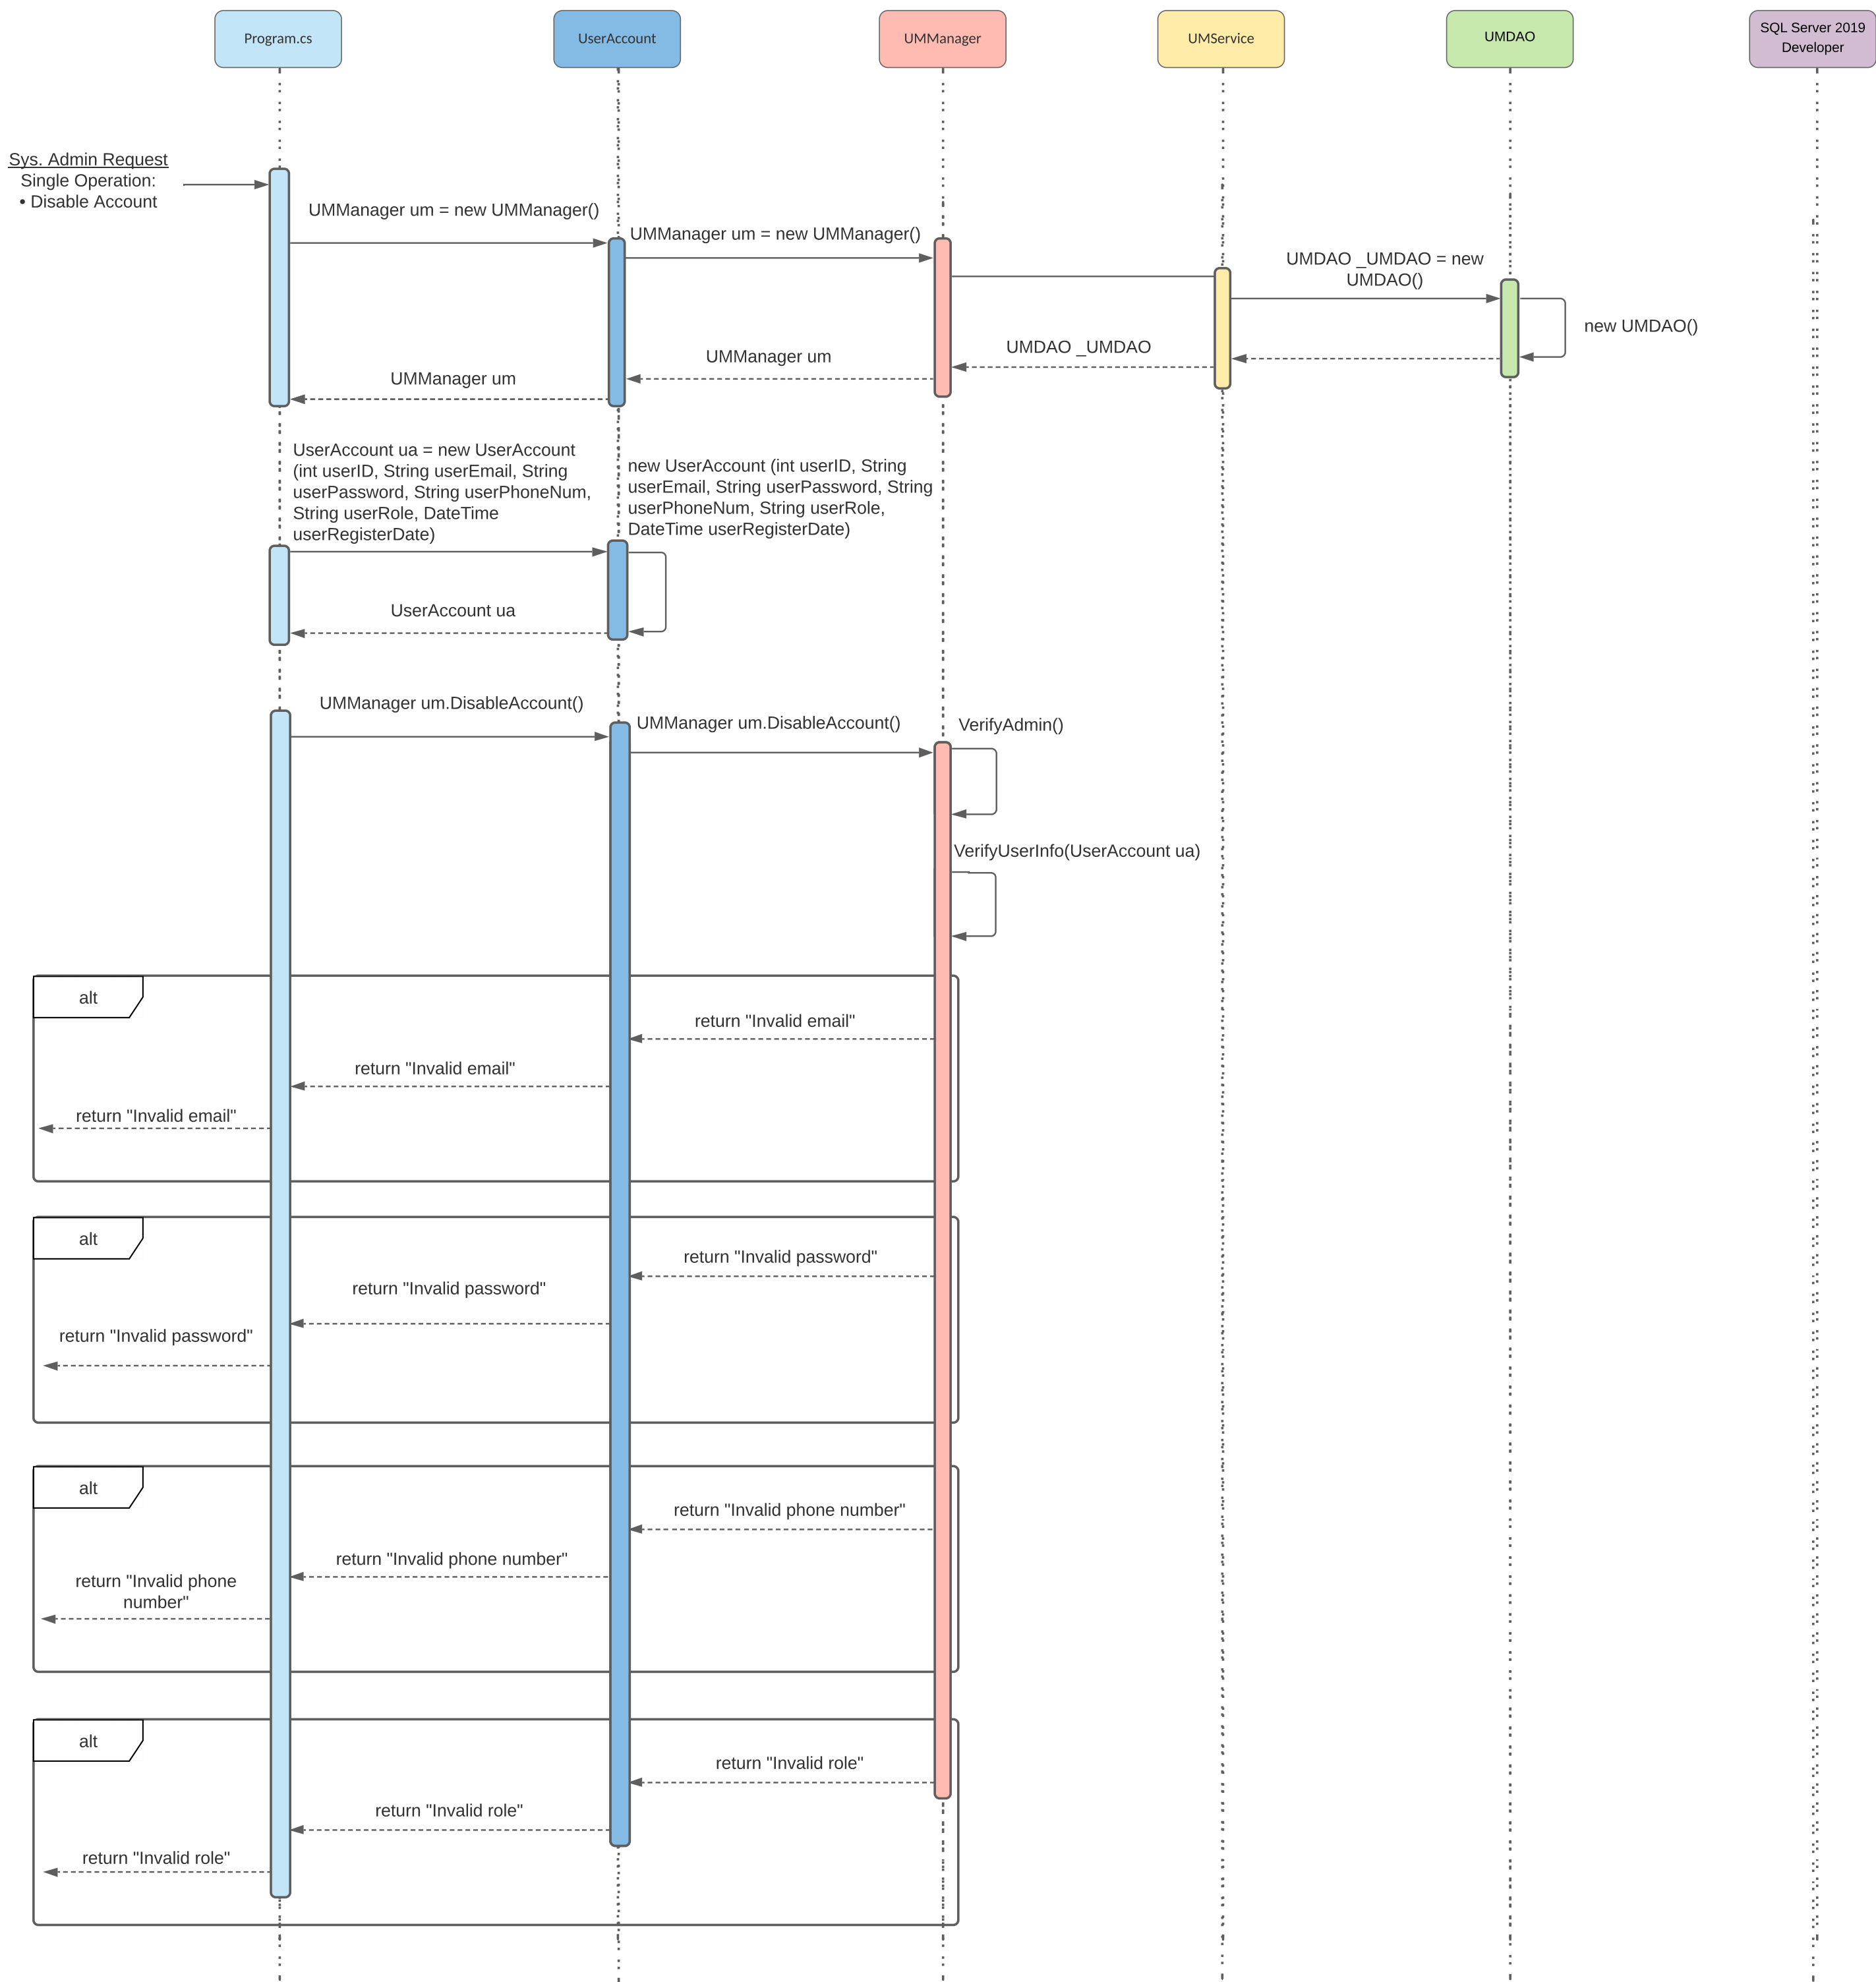 Program.cs
UserAccount
UMManager
UMService
UMDAO
SQL Server 2019
Developer
Sys. Admin Request
Single Operation:
• Disable Account
UMManager um = new UMManager()
UMManager um = new UMManager()
UMDAO _UMDAO = new
UMDAO()
new UMDAO()
UMDAO _UMDAO
UMManager um
UMManager um
UserAccount ua = new UserAccount
(int userID, String userEmail, String
userPassword, String userPhoneNum,
String userRole, DateTime
userRegisterDate)
new UserAccount (int userID, String
userEmail, String userPassword, String
userPhoneNum, String userRole,
DateTime userRegisterDate)
UserAccount ua
UMManager um.DisableAccount()
UMManager um.DisableAccount()
VerifyAdmin()
VerifyUserInfo(UserAccount ua)
alt
return "Invalid email"
return "Invalid email"
return "Invalid email"
alt
return "Invalid password"
return "Invalid password"
return "Invalid password"
alt
return "Invalid phone number"
return "Invalid phone number"
return "Invalid phone
number"
alt
return "Invalid role"
return "Invalid role"
return "Invalid role"